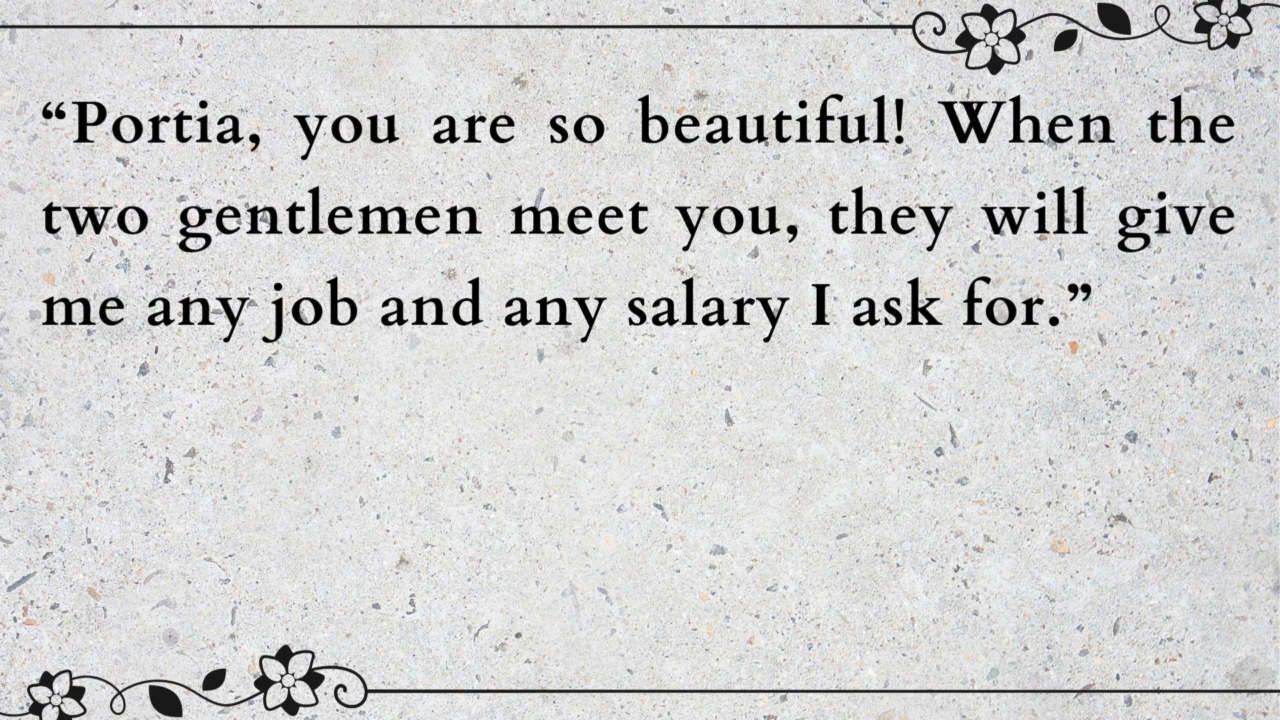 “Portia, you are so beautiful! When the
two gentlemen meet you, they will give
me any job and any salary I ask for.”